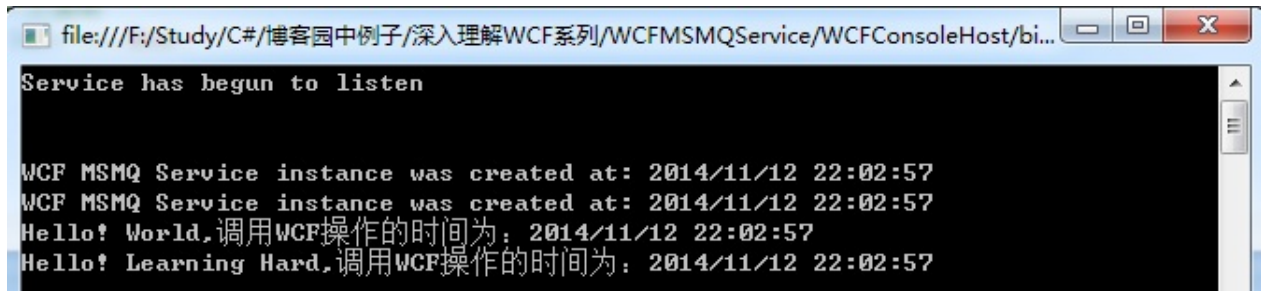 file:///F:/Study/C#/博客园中例子/深入理解WCF系列/WCFMSMQService/WCFConsoleHost/bi...
Service has begun to listen
WCF MSMQ Service instance was created at: 2014/11/12 22:02:57
WCF MSMQ Service instance was created at: 2014/11/12 22:02:57
Hello! World,调用WCF操作的时间为：2014/11/12 22:02:57
Hello! Learning Hard,调用WCF操作的时间为：2014/11/12 22:02:57